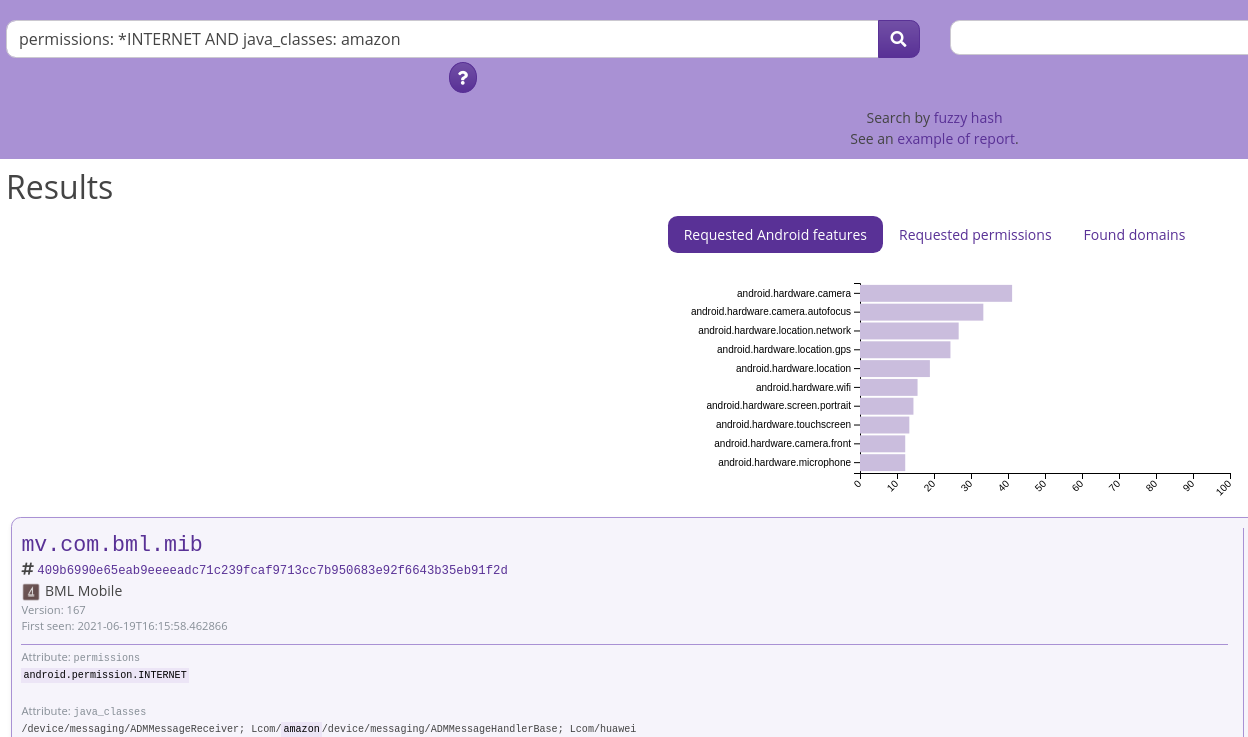 permissions: *INTERNET AND java_classes: amazon
?
Search by fuzzy hash
See an example of report.
Results
Requested Android features Requested permissions Found domains
android.hardware.camera
android.hardware.camera.autofocus
android.hardware.location.network
android.hardware.location.gps
android.hardware.location
android.hardware.wifi
android.hardware.screen.portrait
android.hardware.touchscreen
android.hardware.camera.front
android.hardware.microphone
0 10 20 30 40 50 60 70 80 90 100
mv.com.bml.mib
# 409b6990e65eab9eeeeadc71c239fcaf9713cc7b950683e92f6643b35eb91f2d
BML Mobile
Version: 167
First seen: 2021-06-19T16:15:58.462866
Attribute: permissions
android.permission.INTERNET
Attribute: java_classes
/device/messaging/ADMMessageReceiver; Lcom/amazon/device/messaging/ADMMessageHandlerBase; Lcom/huawei